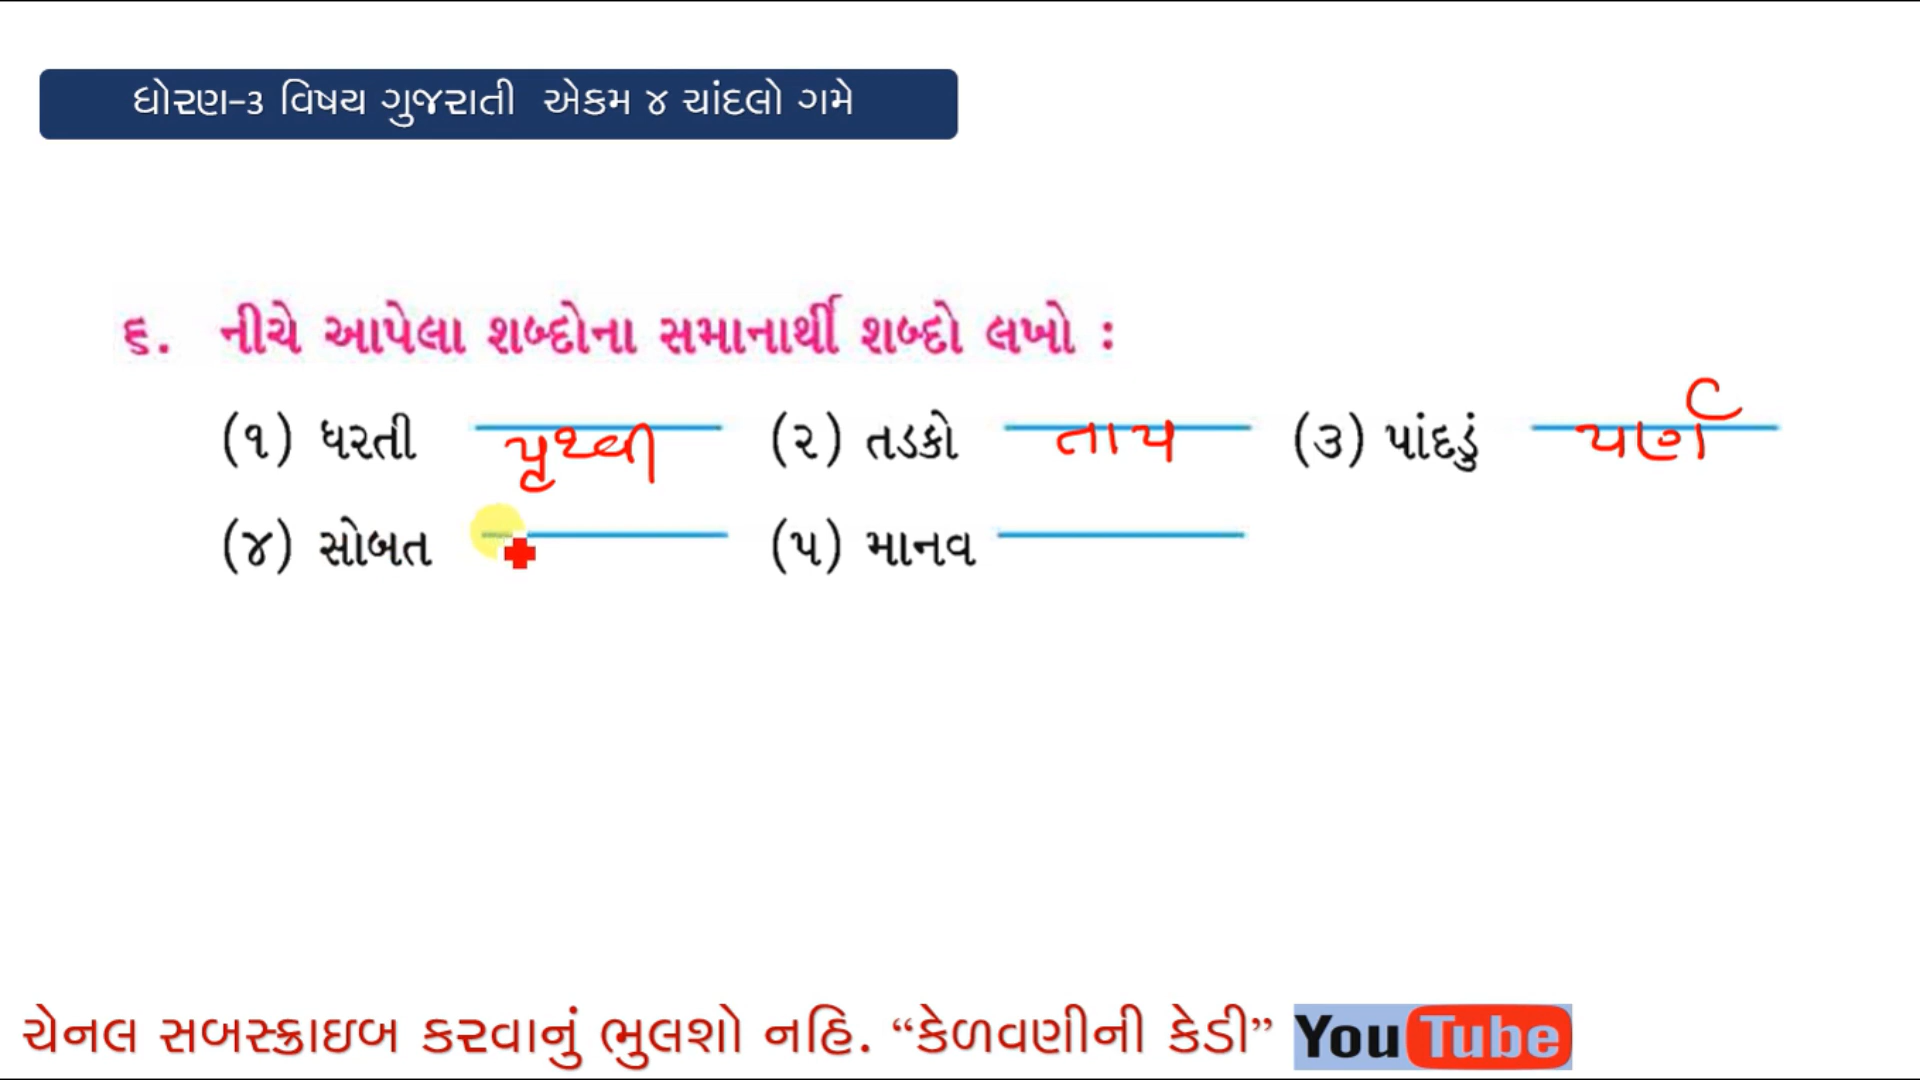 ધોરણ-૩ વિષય ગુજરાતી એકમ ૪ ચાંદલો ગમે
૬. નીચે આપેલા શબ્દોના સમાનાર્થી શબ્દો લખો :
(૧) ધરતી પૃથ્વી (૨) તડકો તાપ (૩) પાંદડું પર્ણ
(૪) સોબત (૫) માનવ
ચેનલ સબસ્ક્રાઇબ કરવાનું ભુલશો નહિ. “કેળવણીની કેડી” YouTube